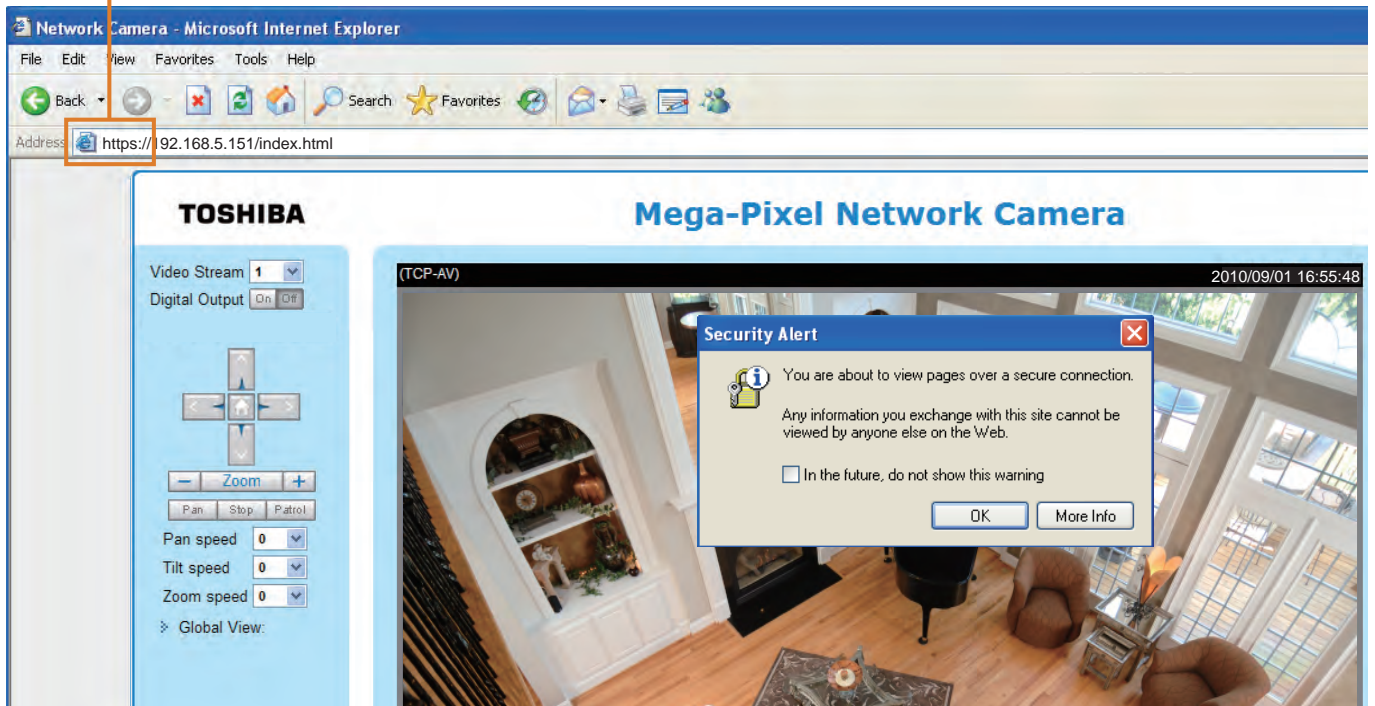 Network Camera - Microsoft Internet Explorer
File Edit View Favorites Tools Help
Back Search Favorites
Address https://192.168.5.151/index.html
TOSHIBA Mega-Pixel Network Camera
Video Stream 1
Digital Output On Off
(TCP-AV) 2010/09/01 16:55:48
Security Alert
You are about to view pages over a secure connection.
Any information you exchange with this site cannot be
viewed by anyone else on the Web.
In the future, do not show this warning
OK More Info
Zoom
Pan Stop Patrol
Pan speed 0
Tilt speed 0
Zoom speed 0
Global View: